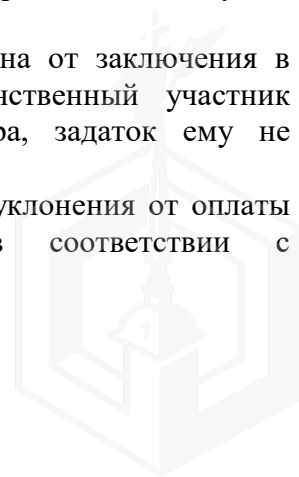 на от заключения в
нственный участник
ра, задаток ему не
уклонения от оплаты
в соответствии с